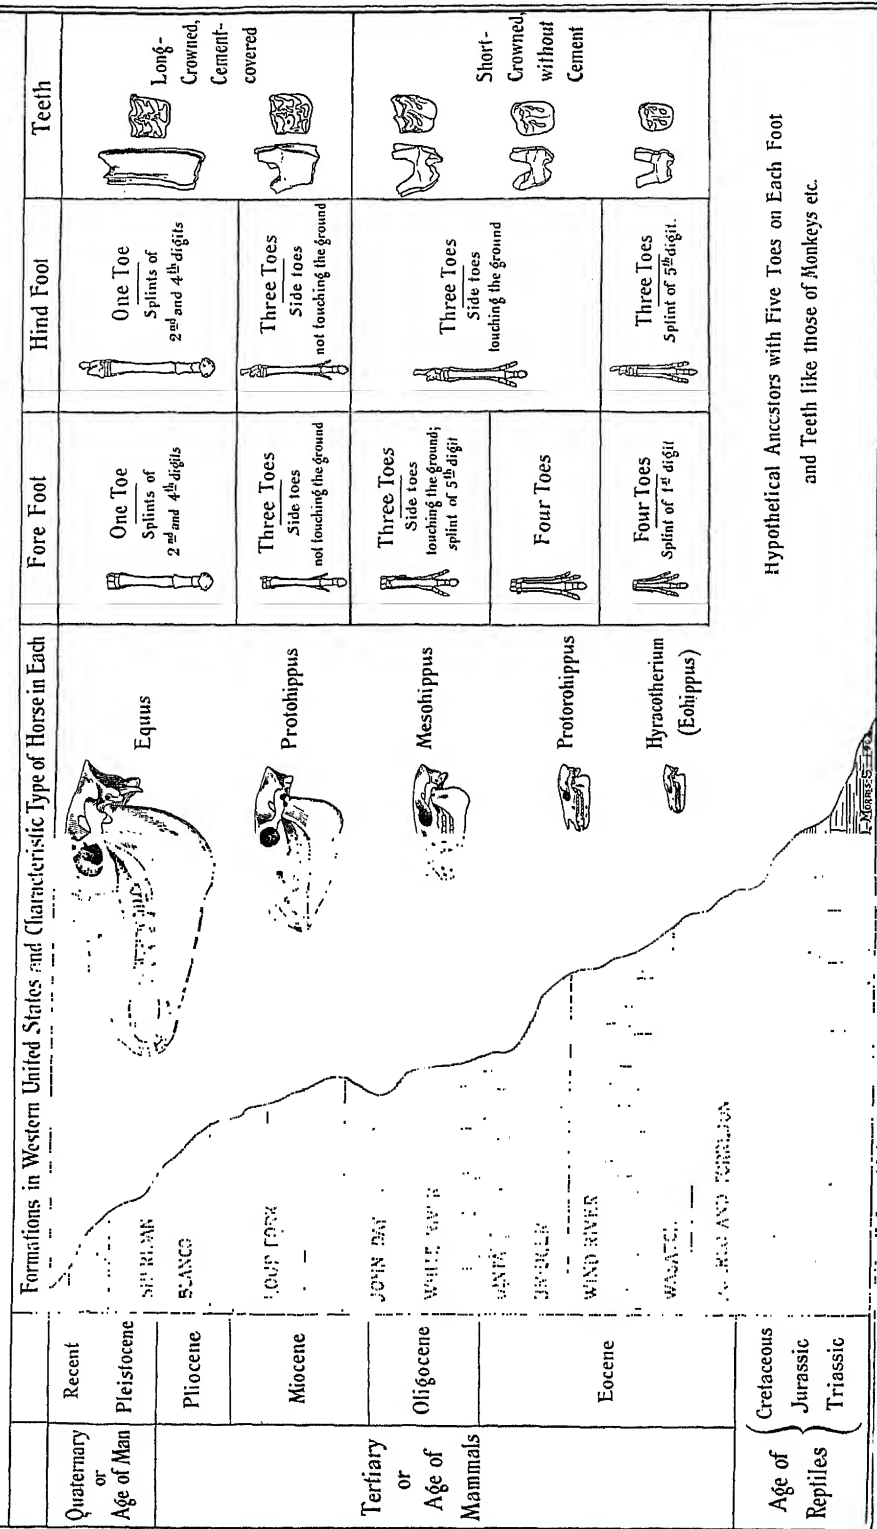 Formations in Western United States and Characteristic Type of Horse in Each
Fore Foot
Hind Foot
Teeth
Quaternary
or
Age of Man
Recent
Pleistocene
SHERIDAN
Equus
One Toe
Splints of
2nd and 4th digits
One Toe
Splints of
2nd and 4th digits
Long-
Crowned,
Cement-
covered
Tertiary
or
Age of
Mammals
Pliocene
BLANCO
Miocene
LOUP FORK
Protohippus
Three Toes
Side toes
not touching the ground
Three Toes
Side toes
not touching the ground
Oligocene
JOHN DAY
WHITE RIVER
Mesohippus
Three Toes
Side toes
touching the ground;
splint of 5th digit
Three Toes
Side toes
touching the ground
Short-
Crowned,
without
Cement
Eocene
UINTA
BRIDGER
WIND RIVER
WASATCH
AND TORREJON
Protorohippus
Four Toes
Hyracotherium
(Eohippus)
Four Toes
Splint of 1st digit
Three Toes
Splint of 5th digit.
Age of
Reptiles
Cretaceous
Jurassic
Triassic
Hypothetical Ancestors with Five Toes on Each Foot
and Teeth like those of Monkeys etc.